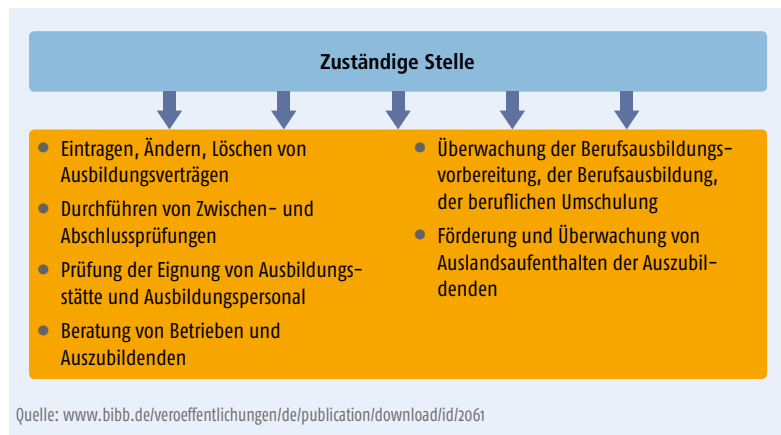 Zuständige Stelle
Eintragen, Ändern, Löschen von
Ausbildungsverträgen
Durchführen von Zwischen- und
Abschlussprüfungen
Prüfung der Eignung von Ausbildungs-
stätte und Ausbildungspersonal
Beratung von Betrieben und
Auszubildenden
Überwachung der Berufsausbildungs-
vorbereitung, der Berufsausbildung,
der beruflichen Umschulung
Förderung und Überwachung von
Auslandsaufenthalten der Auszubil-
denden
Quelle: www.bibb.de/veroeffentlichungen/de/publication/download/id/2061